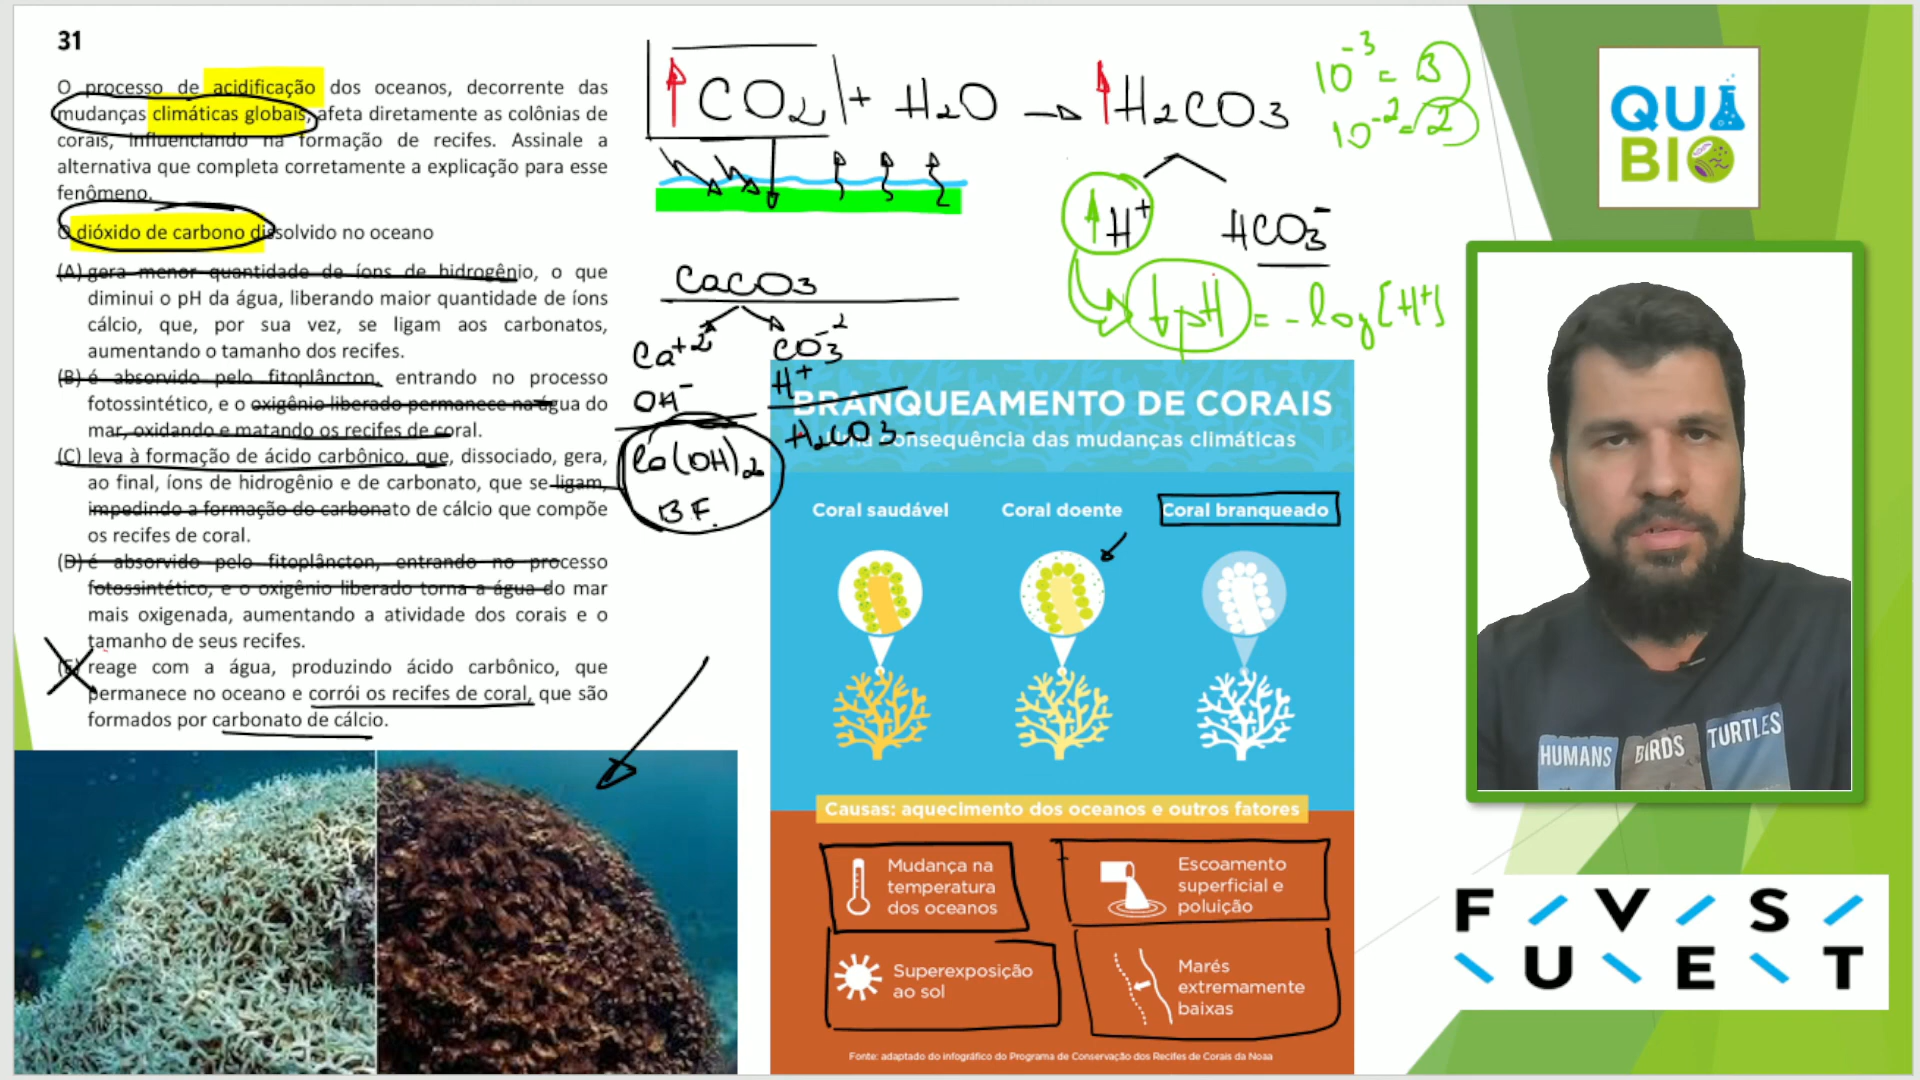 31
O processo de acidificação dos oceanos, decorrente das
mudanças climáticas globais, afeta diretamente as colônias de
corais, influenciando na formação de recifes. Assinale a
alternativa que completa corretamente a explicação para esse
fenômeno.
O dióxido de carbono dissolvido no oceano
(A) gera menor quantidade de íons de hidrogênio, o que
diminui o pH da água, liberando maior quantidade de íons
cálcio, que, por sua vez, se ligam aos carbonatos,
aumentando o tamanho dos recifes.
(B) é absorvido pelo fitoplâncton, entrando no processo
fotossintético, e o oxigênio liberado permanece na água do
mar, oxidando e matando os recifes de coral.
(C) leva à formação de ácido carbônico, que, dissociado, gera,
ao final, íons de hidrogênio e de carbonato, que se ligam,
impedindo a formação do carbonato de cálcio que compõe
os recifes de coral.
(D) é absorvido pelo fitoplâncton, entrando no processo
fotossintético, e o oxigênio liberado torna a água do mar
mais oxigenada, aumentando a atividade dos corais e o
tamanho de seus recifes.
(E) reage com a água, produzindo ácido carbônico, que
permanece no oceano e corrói os recifes de coral, que são
formados por carbonato de cálcio.
↑CO2 + H2O → ↑H2CO3
10^-3 = 3
10^-2 = 2
↑H+ HCO3-
↓pH = -log[H+]
CaCO3
Ca+2 CO3-2
OH- H+
Ca(OH)2 H2CO3
B.F.
BRANQUEAMENTO DE CORAIS
Uma consequência das mudanças climáticas
Coral saudável
Coral doente
Coral branqueado
Causas: aquecimento dos oceanos e outros fatores
Mudança na
temperatura
dos oceanos
Escoamento
superficial e
poluição
Superexposição
ao sol
Marés
extremamente
baixas
Fonte: adaptado do infográfico do Programa de Conservação dos Recifes de Corais da Noaa
QUI
BIO
HUMANS BIRDS TURTLES
F V S
U E T